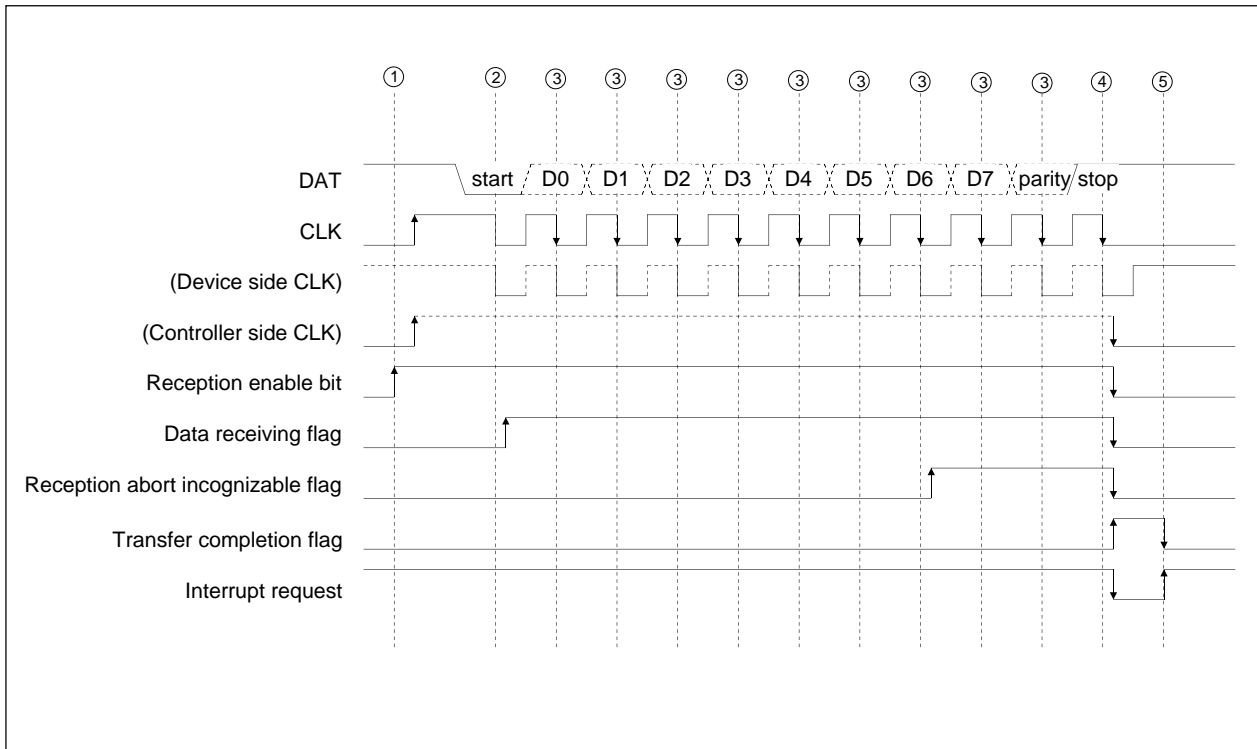 ① ② ③ ③ ③ ③ ③ ③ ③ ③ ③ ④ ⑤
DAT start D0 D1 D2 D3 D4 D5 D6 D7 parity stop
CLK
(Device side CLK)
(Controller side CLK)
Reception enable bit
Data receiving flag
Reception abort incognizable flag
Transfer completion flag
Interrupt request